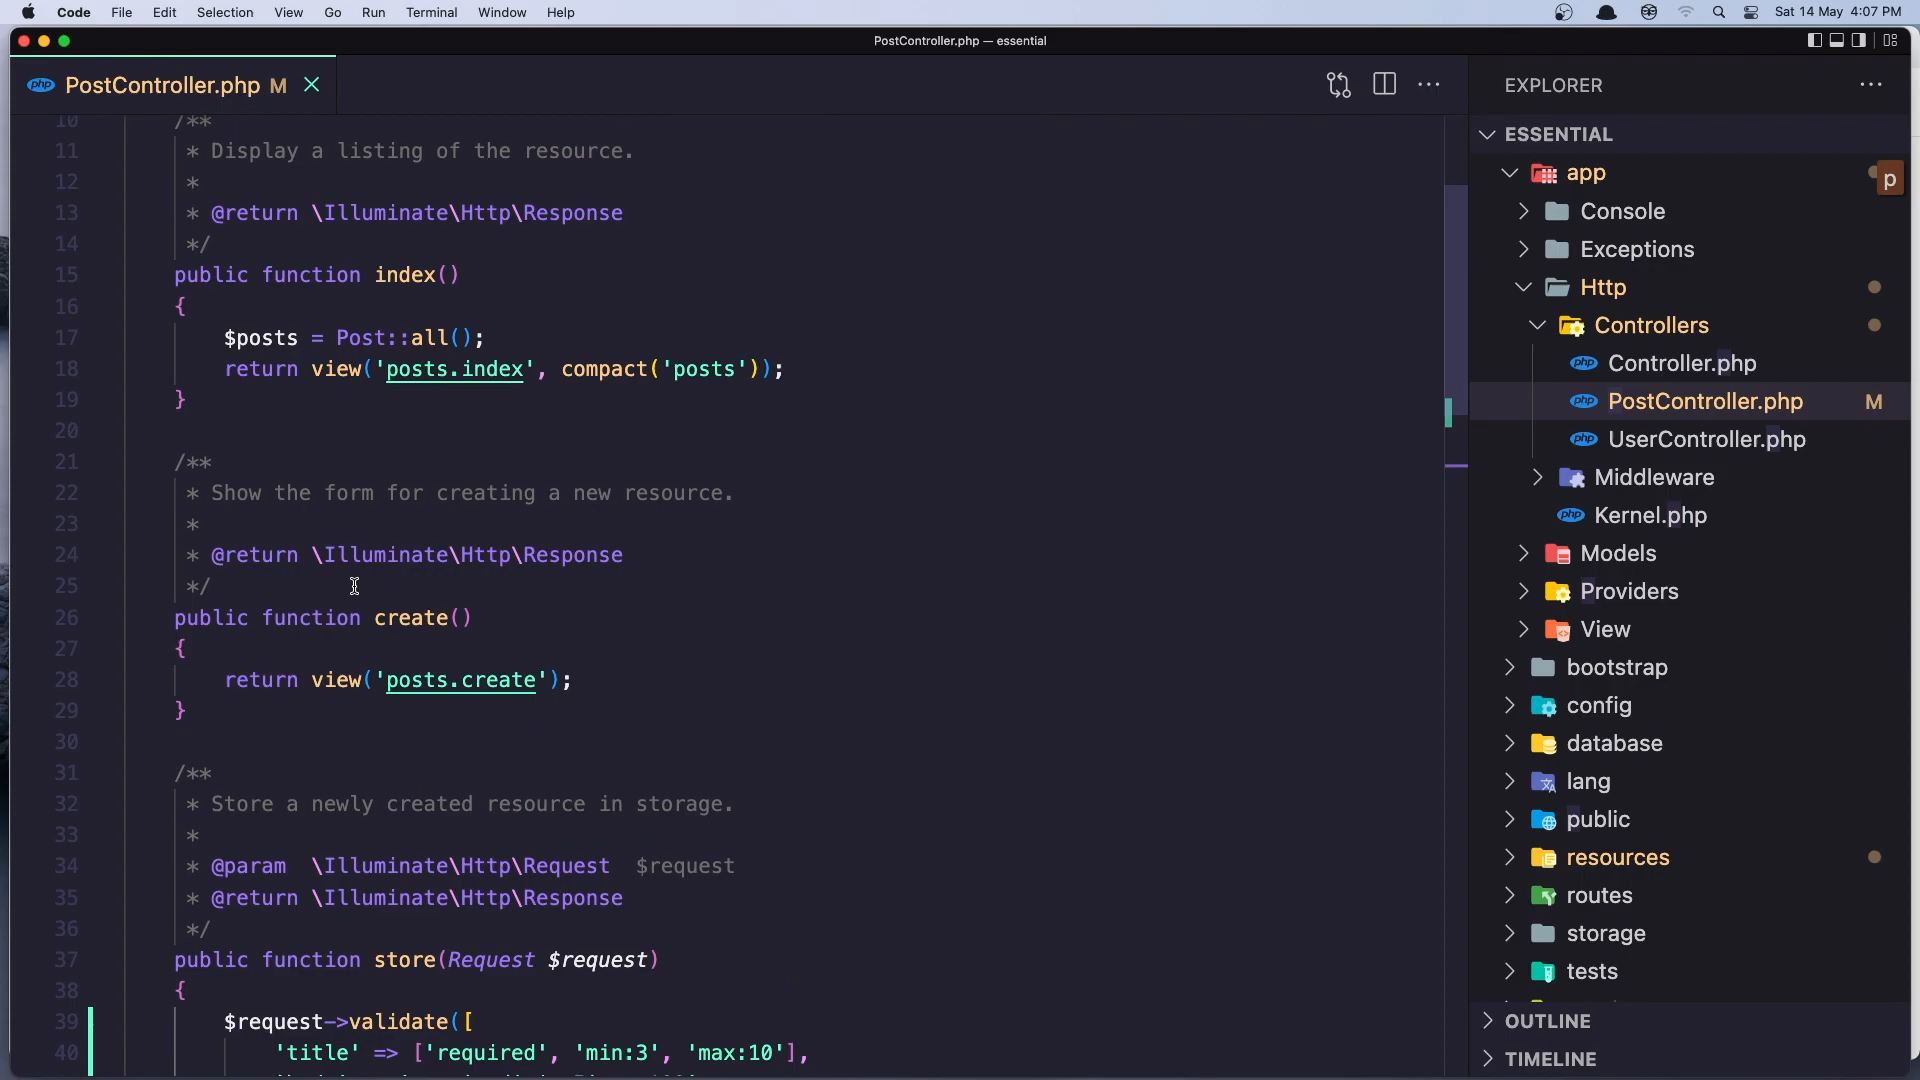 Code File Edit Selection View Go Run Terminal Window Help Sat 14 May 4:07 PM
PostController.php — essential
php PostController.php M
EXPLORER
10 /**
11 * Display a listing of the resource.
12 *
13 * @return \Illuminate\Http\Response
14 */
15 public function index()
16 {
17 $posts = Post::all();
18 return view('posts.index', compact('posts'));
19 }
20
21 /**
22 * Show the form for creating a new resource.
23 *
24 * @return \Illuminate\Http\Response
25 */
26 public function create()
27 {
28 return view('posts.create');
29 }
30
31 /**
32 * Store a newly created resource in storage.
33 *
34 * @param  \Illuminate\Http\Request  $request
35 * @return \Illuminate\Http\Response
36 */
37 public function store(Request $request)
38 {
39 $request->validate([
40 'title' => ['required', 'min:3', 'max:10'],
ESSENTIAL
app
p
Console
Exceptions
Http
Controllers
php Controller.php
php PostController.php M
php UserController.php
Middleware
php Kernel.php
Models
Providers
View
bootstrap
config
database
lang
public
resources
routes
storage
tests
OUTLINE
TIMELINE